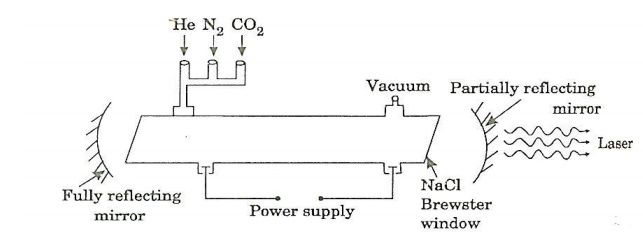 He N₂ CO₂
Vacuum
Partially reflecting
mirror
Laser
Fully reflecting
mirror
Power supply
NaCl
Brewster
window